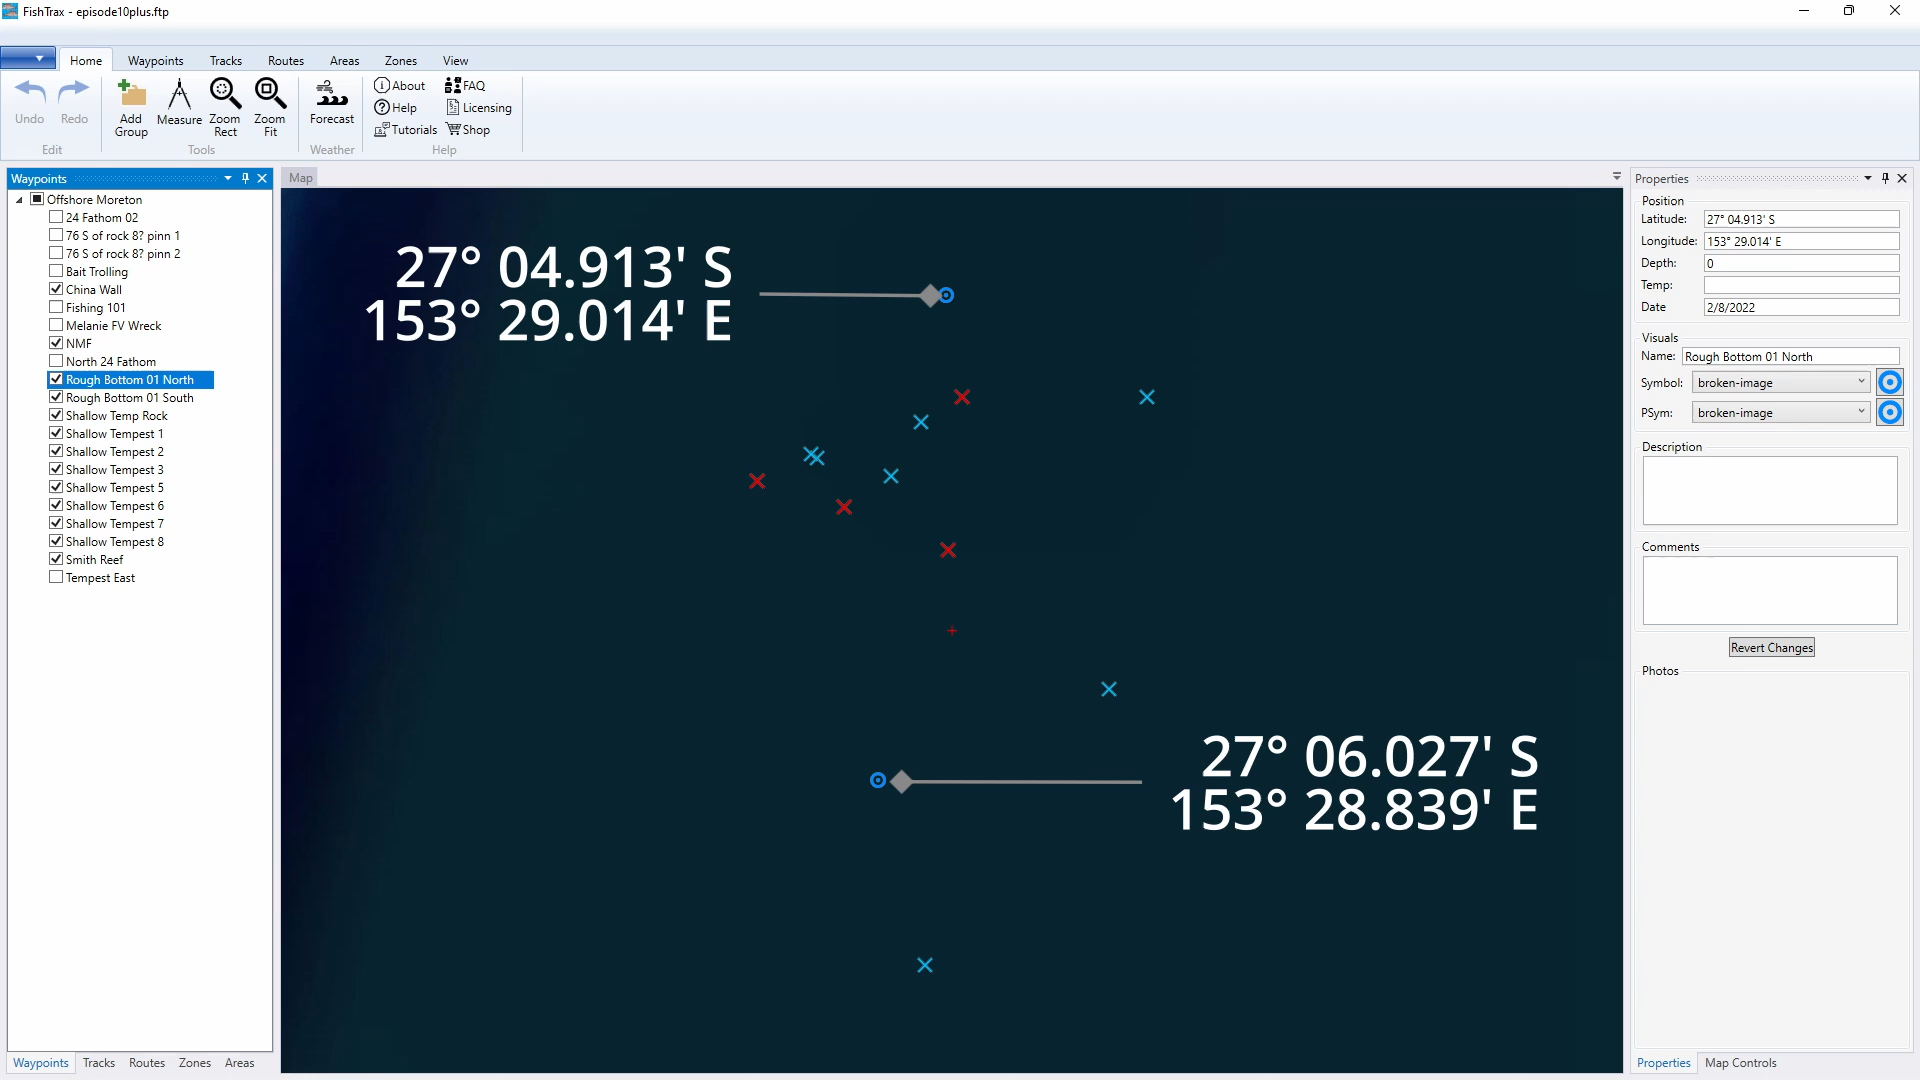 FishTrax - episode10plus.ftp
Home Waypoints Tracks Routes Areas Zones View
Undo Redo
Edit
Add Group Measure Zoom Rect Zoom Fit
Tools
Forecast
Weather
About FAQ
Help Licensing
Tutorials Shop
Help
Waypoints
Offshore Moreton
24 Fathom 02
76 S of rock 8? pinn 1
76 S of rock 8? pinn 2
Bait Trolling
China Wall
Fishing 101
Melanie FV Wreck
NMF
North 24 Fathom
Rough Bottom 01 North
Rough Bottom 01 South
Shallow Temp Rock
Shallow Tempest 1
Shallow Tempest 2
Shallow Tempest 3
Shallow Tempest 5
Shallow Tempest 6
Shallow Tempest 7
Shallow Tempest 8
Smith Reef
Tempest East
Waypoints Tracks Routes Zones Areas
Map
27° 04.913' S
153° 29.014' E
27° 06.027' S
153° 28.839' E
Properties
Position
Latitude: 27° 04.913' S
Longitude: 153° 29.014' E
Depth: 0
Temp:
Date 2/8/2022
Visuals
Name: Rough Bottom 01 North
Symbol: broken-image
PSym: broken-image
Description
Comments
Revert Changes
Photos
Properties Map Controls